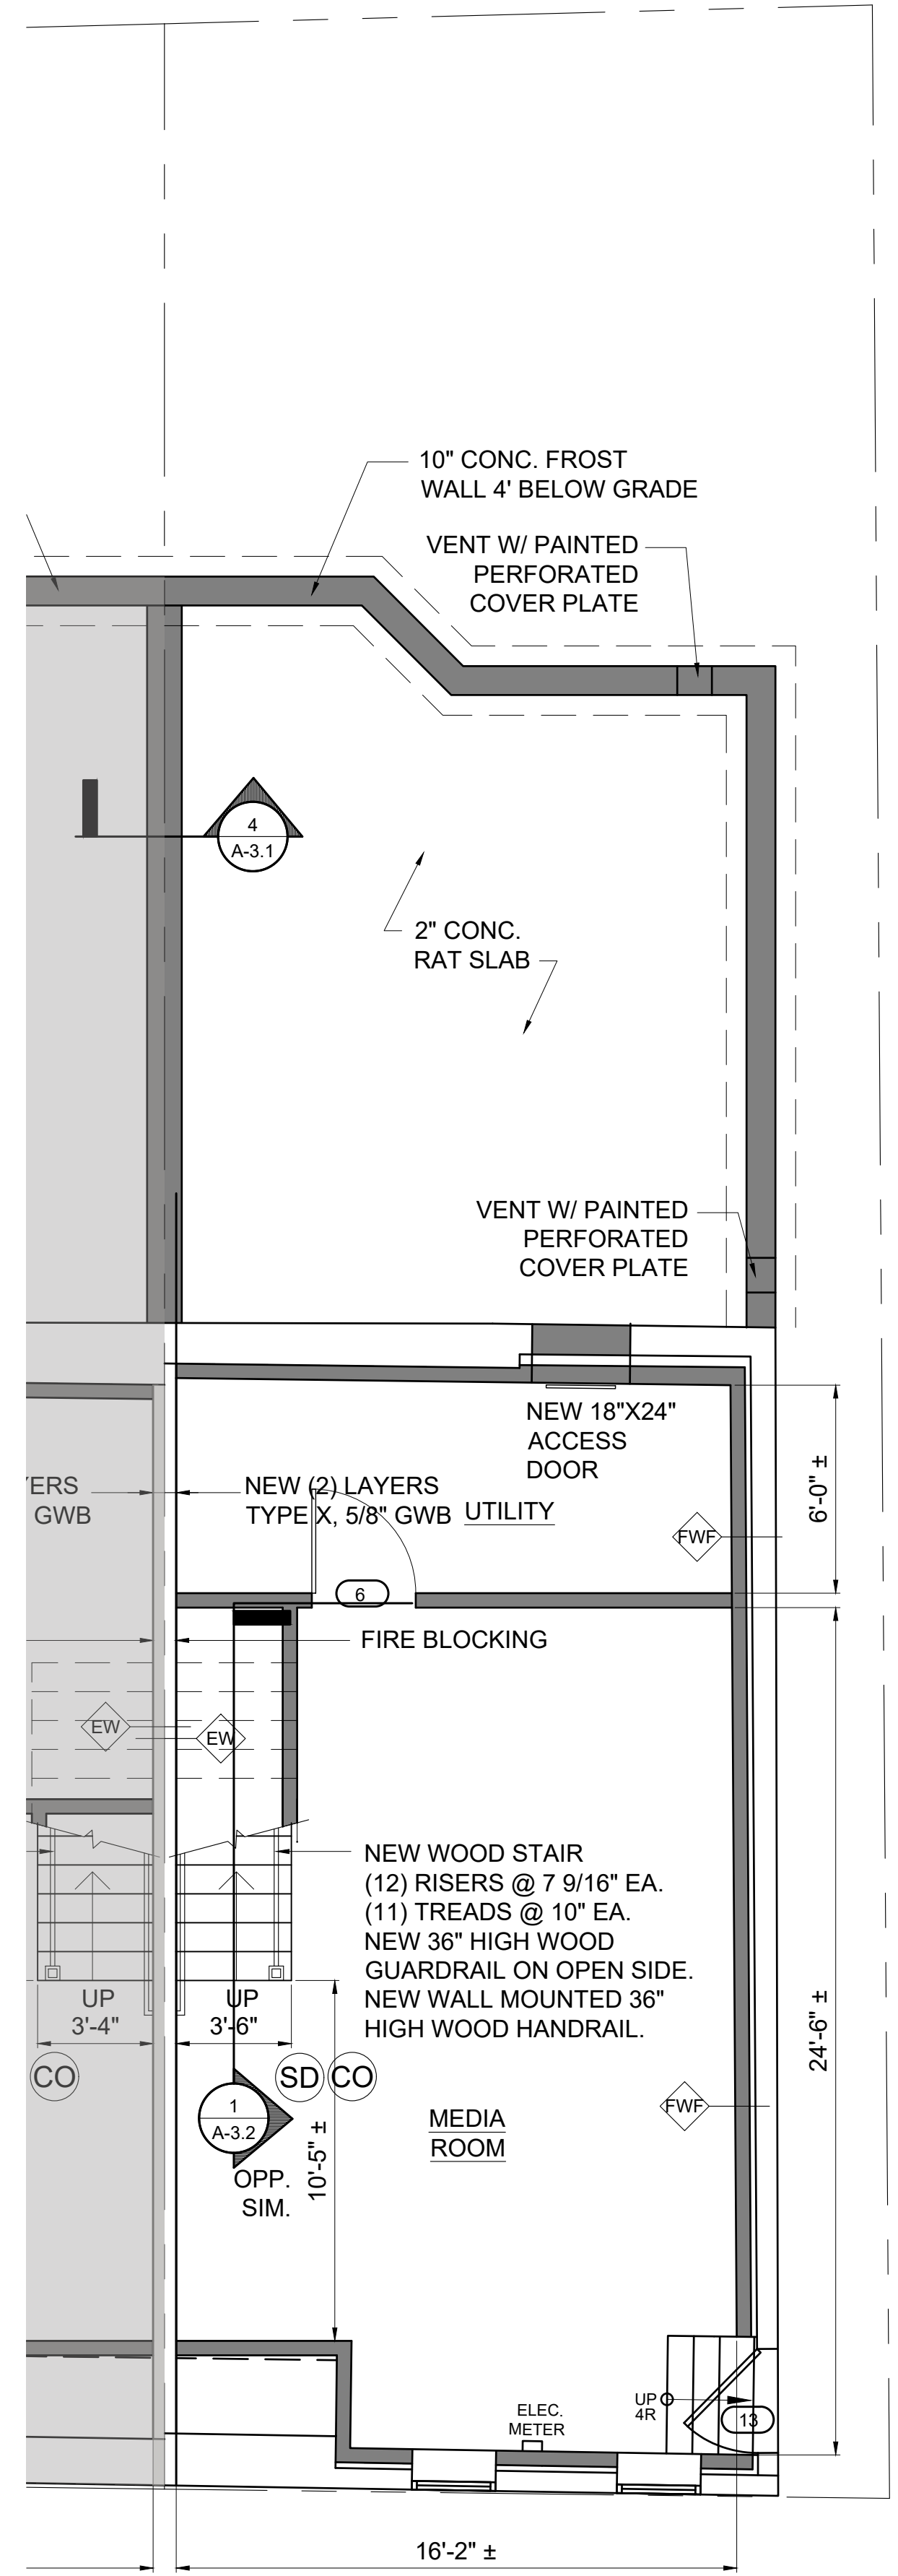 10" CONC. FROST
WALL 4' BELOW GRADE
VENT W/ PAINTED
PERFORATED
COVER PLATE
4
A-3.1
2" CONC.
RAT SLAB
VENT W/ PAINTED
PERFORATED
COVER PLATE
NEW 18"X24"
ACCESS
DOOR
6'-0" ±
YERS
GWB
NEW (2) LAYERS
TYPE X, 5/8" GWB
UTILITY
FWF
6
FIRE BLOCKING
EW
EW
NEW WOOD STAIR
(12) RISERS @ 7 9/16" EA.
(11) TREADS @ 10" EA.
NEW 36" HIGH WOOD
GUARDRAIL ON OPEN SIDE.
NEW WALL MOUNTED 36"
HIGH WOOD HANDRAIL.
UP
3'-4"
UP
3'-6"
24'-6" ±
CO
SD
CO
1
A-3.2
OPP.
SIM.
10'-5" ±
MEDIA
ROOM
FWF
UP
4R
13
ELEC.
METER
16'-2" ±